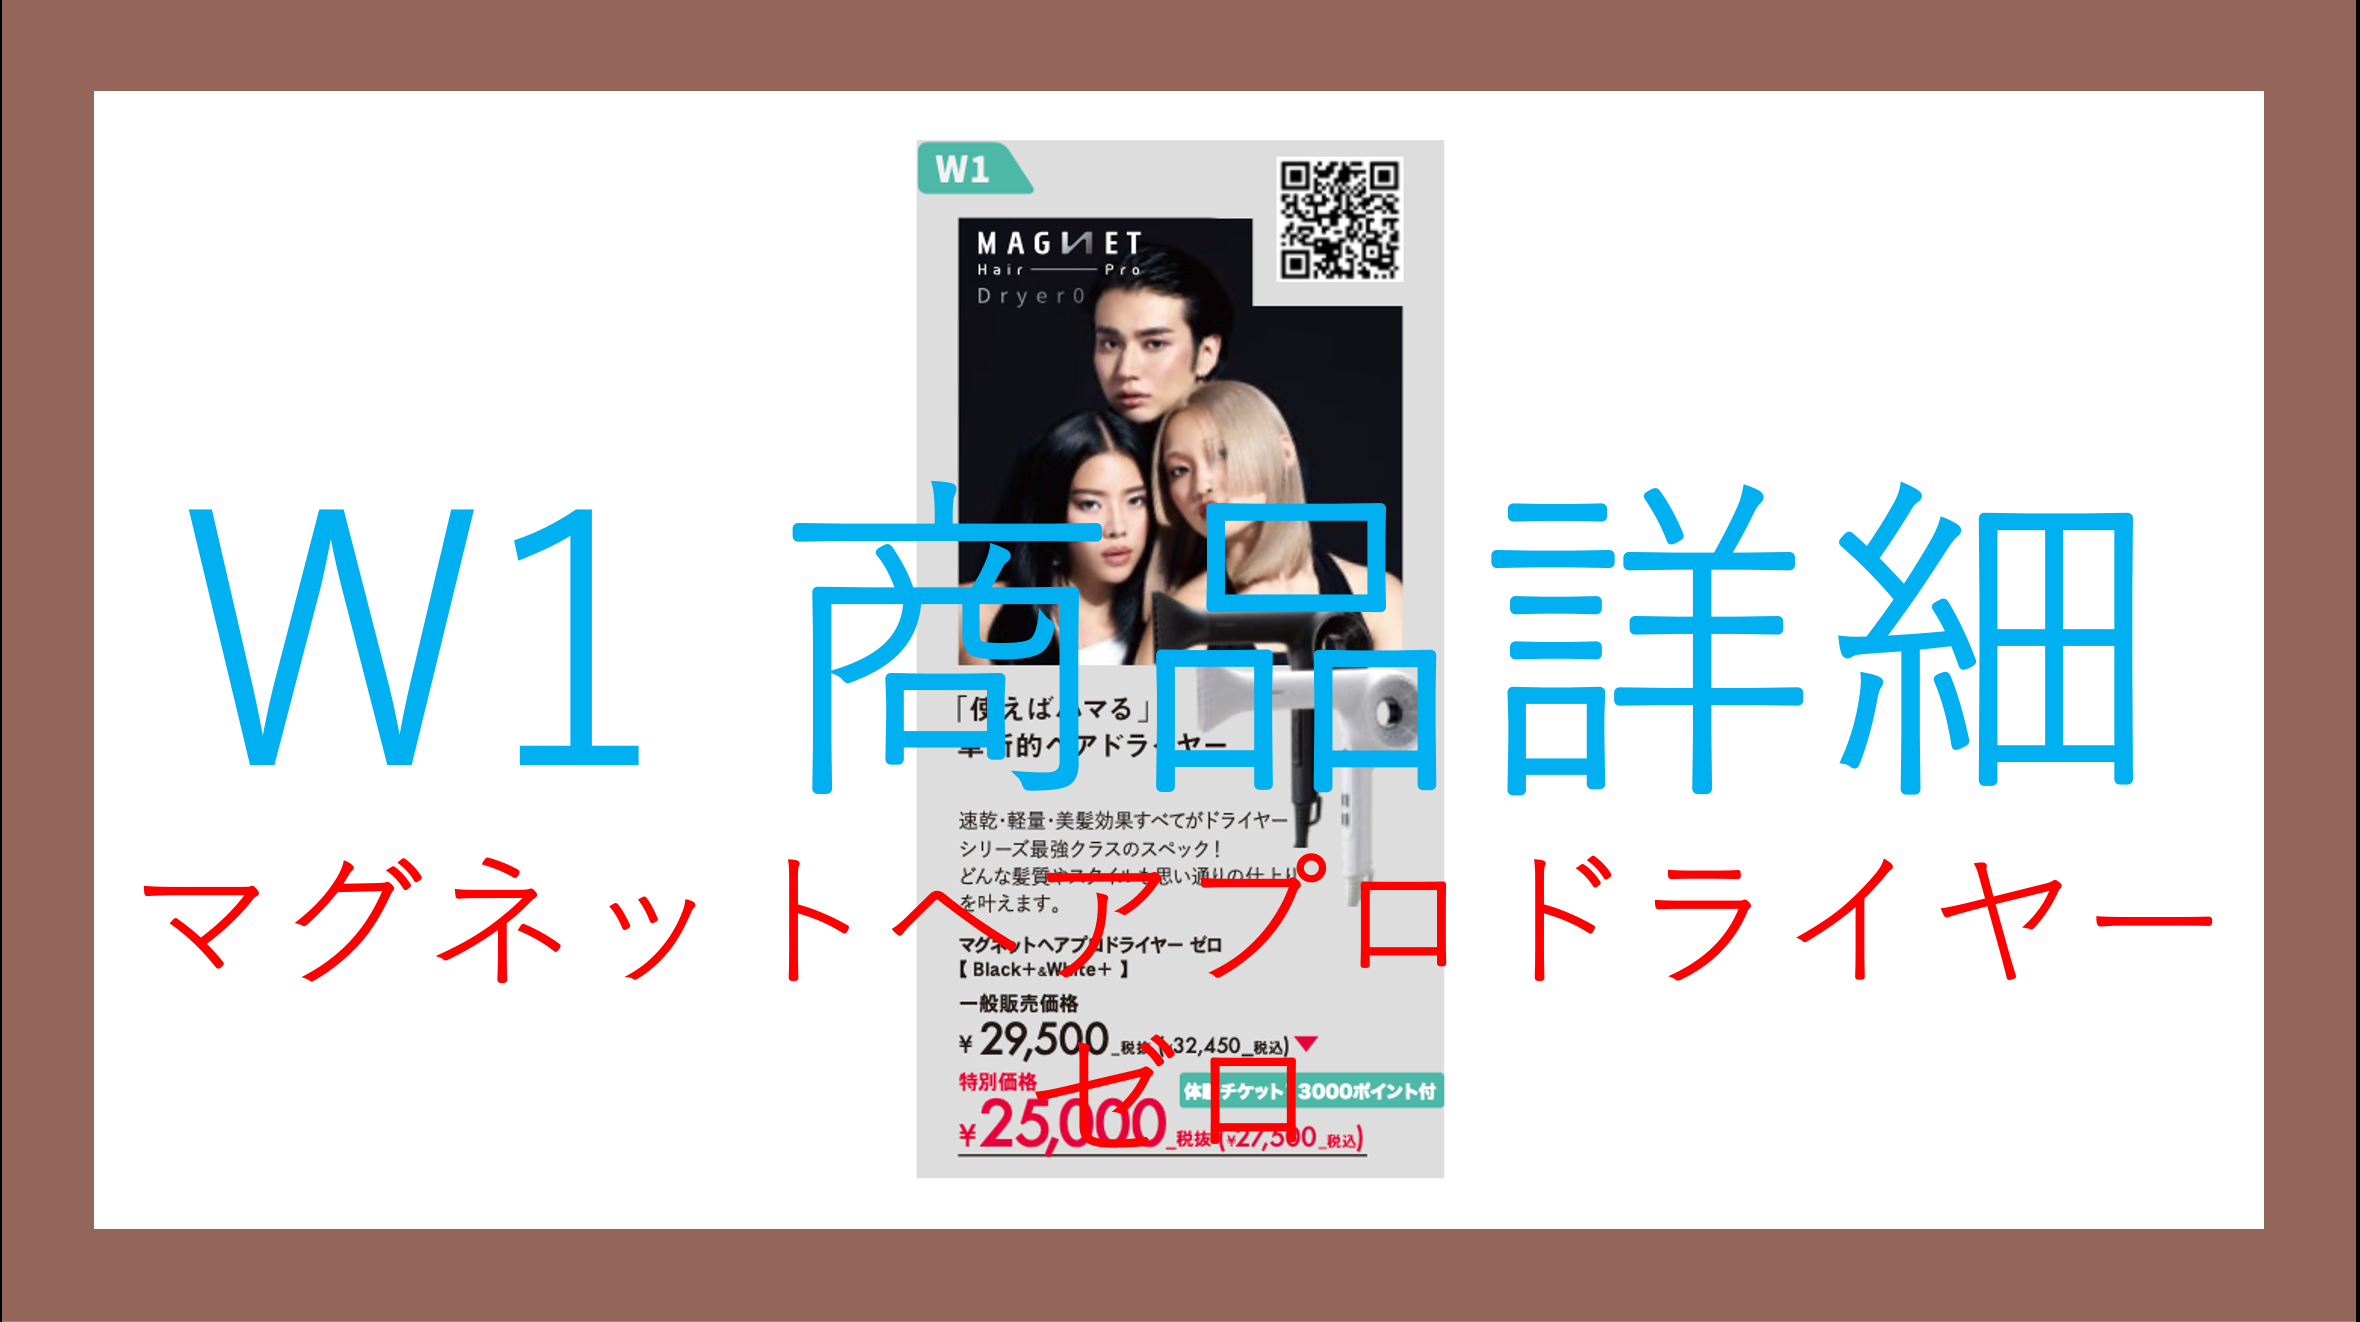 W1
MAGNET
Hair Pro
Dryer0
W1 商品詳細
「使えばハマる」
革新的ヘアドライヤー
速乾・軽量・美髪効果すべてがドライヤー
シリーズ最強クラスのスペック！
どんな髪質やスタイルも思い通りの仕上り
を叶えます。
マグネットヘアプロドライヤー
マグネットヘアプロドライヤー ゼロ
【 Black＋&White＋ 】
一般販売価格
¥29,500_税抜 (¥32,450_税込)▼
ゼロ
特別価格
体験チケット 3000ポイント付
¥25,000_税抜 (¥27,500_税込)